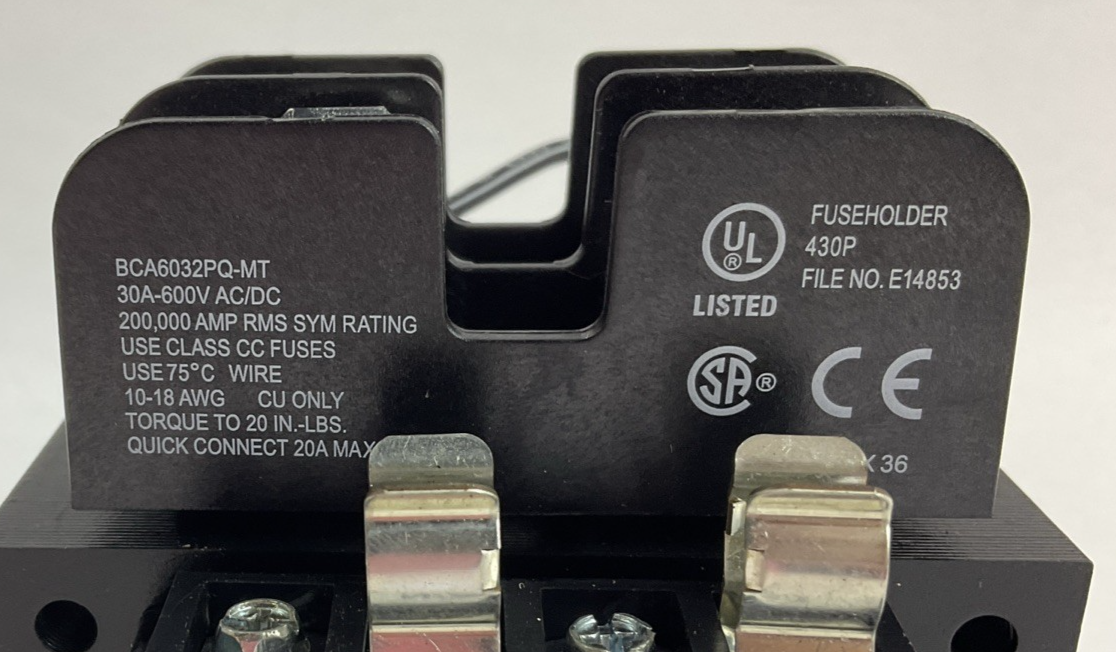 BCA6032PQ-MT
30A-600V AC/DC
200,000 AMP RMS SYM RATING
USE CLASS CC FUSES
USE 75°C WIRE
10-18 AWG CU ONLY
TORQUE TO 20 IN.-LBS.
QUICK CONNECT 20A MAX
UL ®
LISTED
FUSEHOLDER
430P
FILE NO. E14853
SA ® CE
36